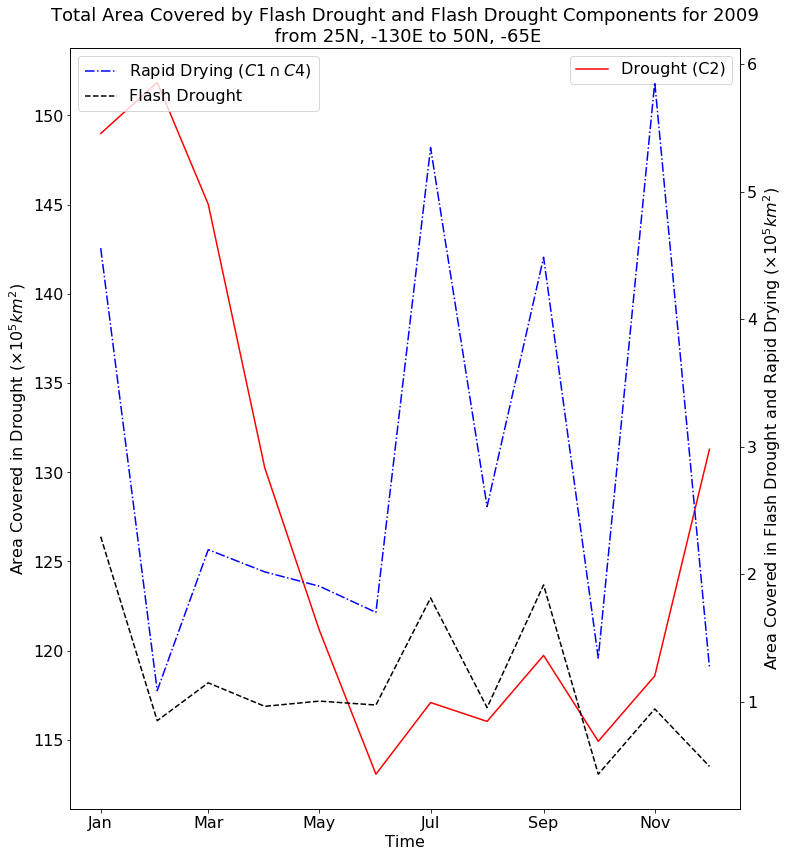 Total Area Covered by Flash Drought and Flash Drought Components for 2009
from 25N, -130E to 50N, -65E
Rapid Drying (C1∩C4)
Flash Drought
Drought (C2)
Area Covered in Drought (×10⁵km²)
150
145
140
135
130
125
120
115
6
5
4
3
2
1
Area Covered in Flash Drought and Rapid Drying (×10⁵km²)
Jan Mar May Jul Sep Nov
Time